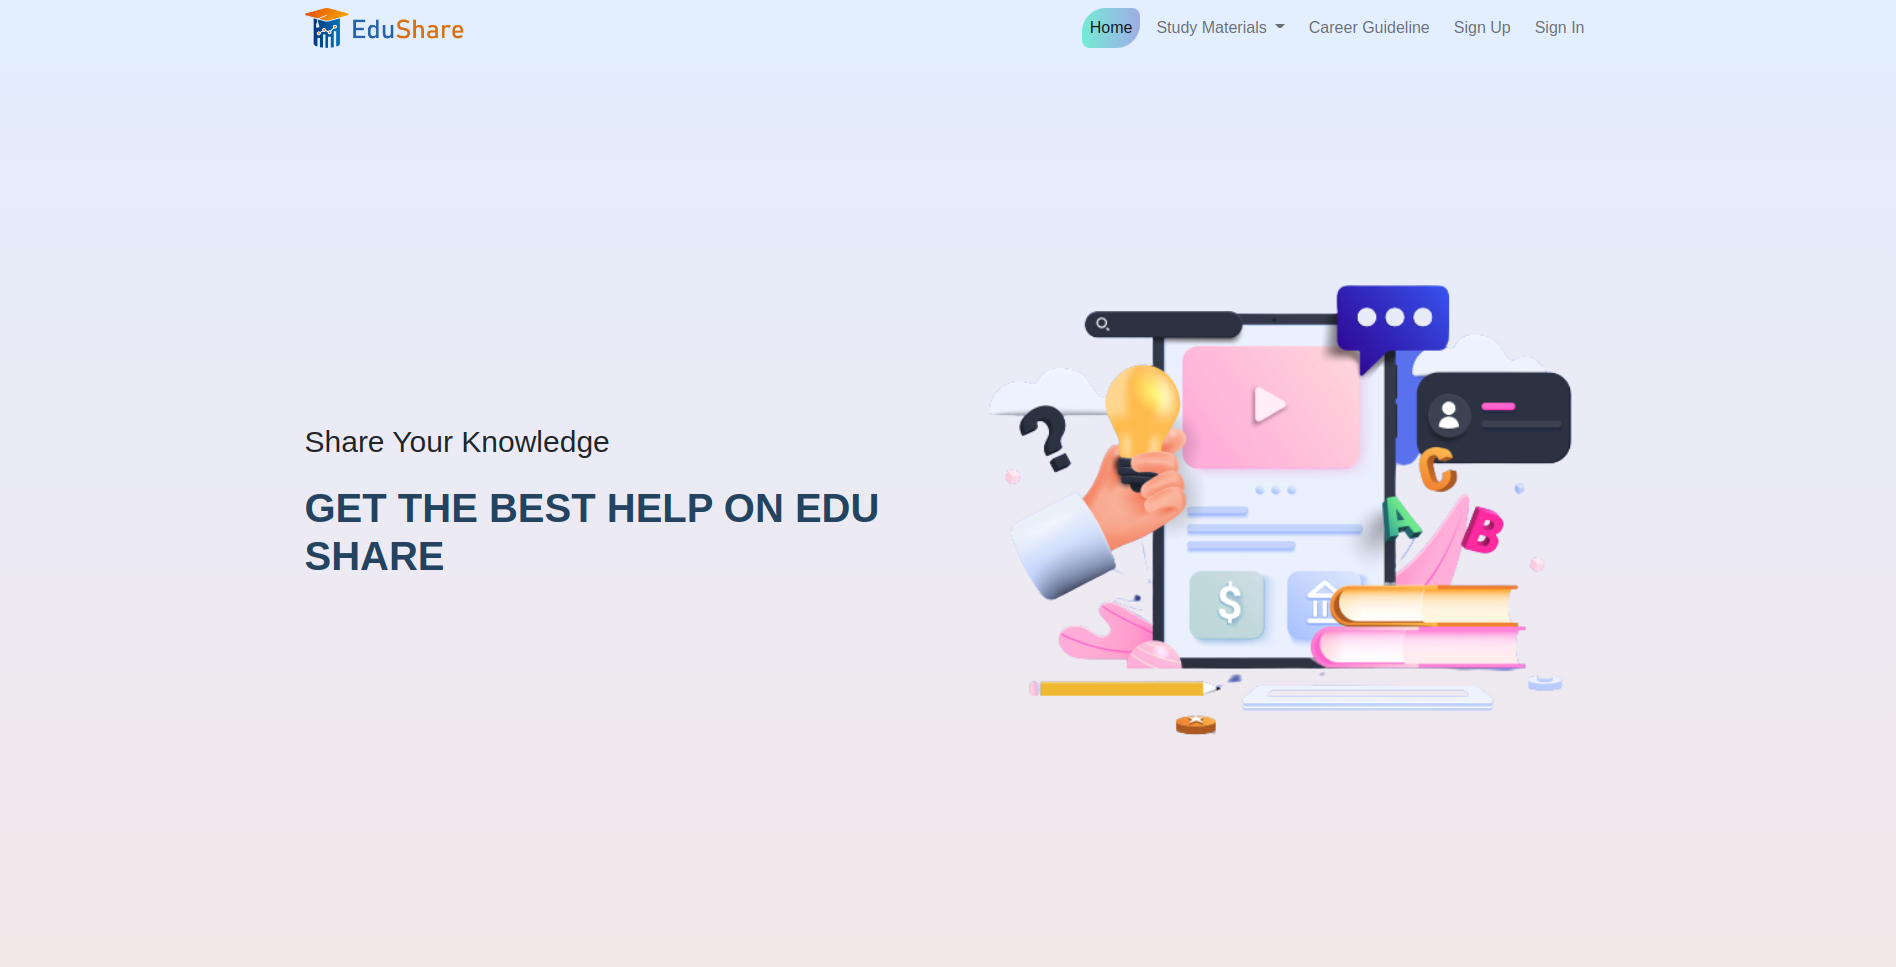 EduShare
Home Study Materials Career Guideline Sign Up Sign In
Share Your Knowledge
GET THE BEST HELP ON EDU
SHARE
?
C
A
B
$